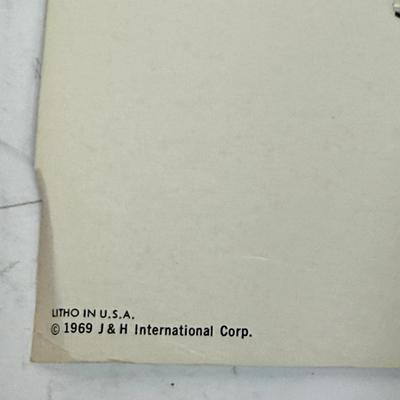 LITHO IN U.S.A.
© 1969 J & H International Corp.